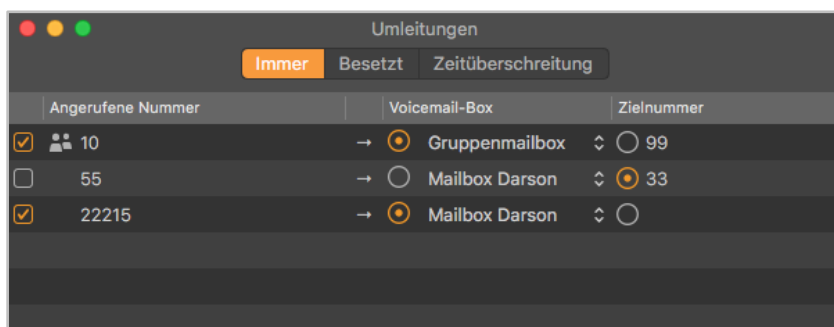 Umleitungen
Immer Besetzt Zeitüberschreitung
Angerufene Nummer Voicemail-Box Zielnummer
10 → Gruppenmailbox 99
55 → Mailbox Darson 33
22215 → Mailbox Darson